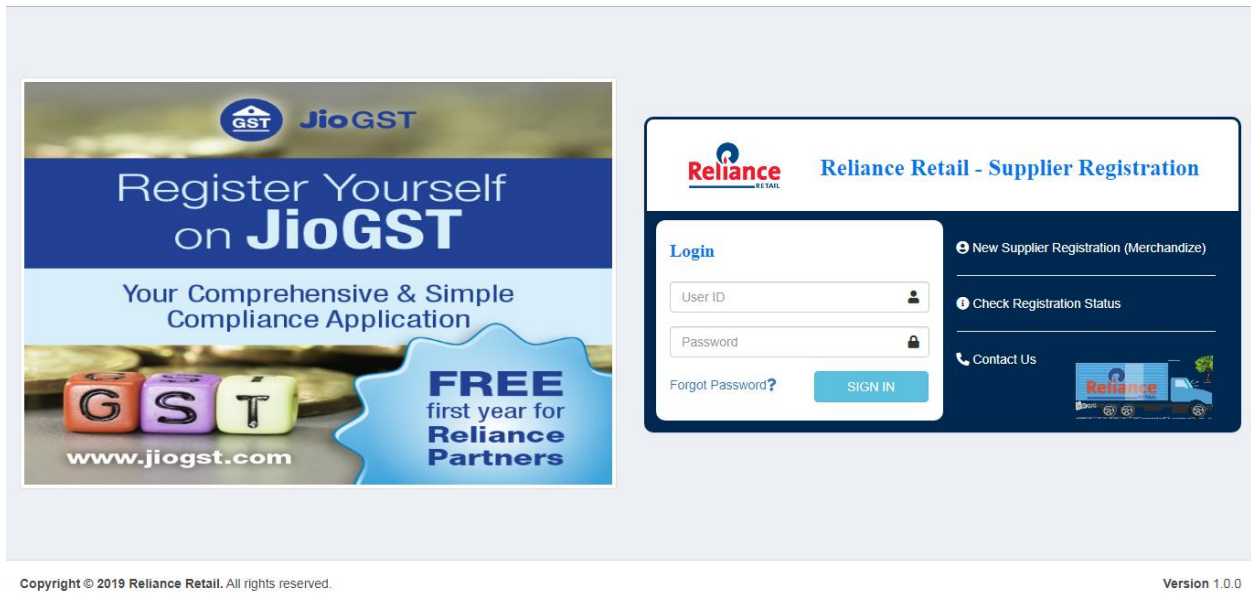 GST JioGST
Register Yourself
on JioGST
Your Comprehensive & Simple
Compliance Application
G S T
www.jiogst.com
FREE
first year for
Reliance
Partners
Reliance
RETAIL
Reliance Retail - Supplier Registration
Login
User ID
Password
Forgot Password?
SIGN IN
New Supplier Registration (Merchandize)
Check Registration Status
Contact Us
Reliance
Copyright © 2019 Reliance Retail. All rights reserved.
Version 1.0.0